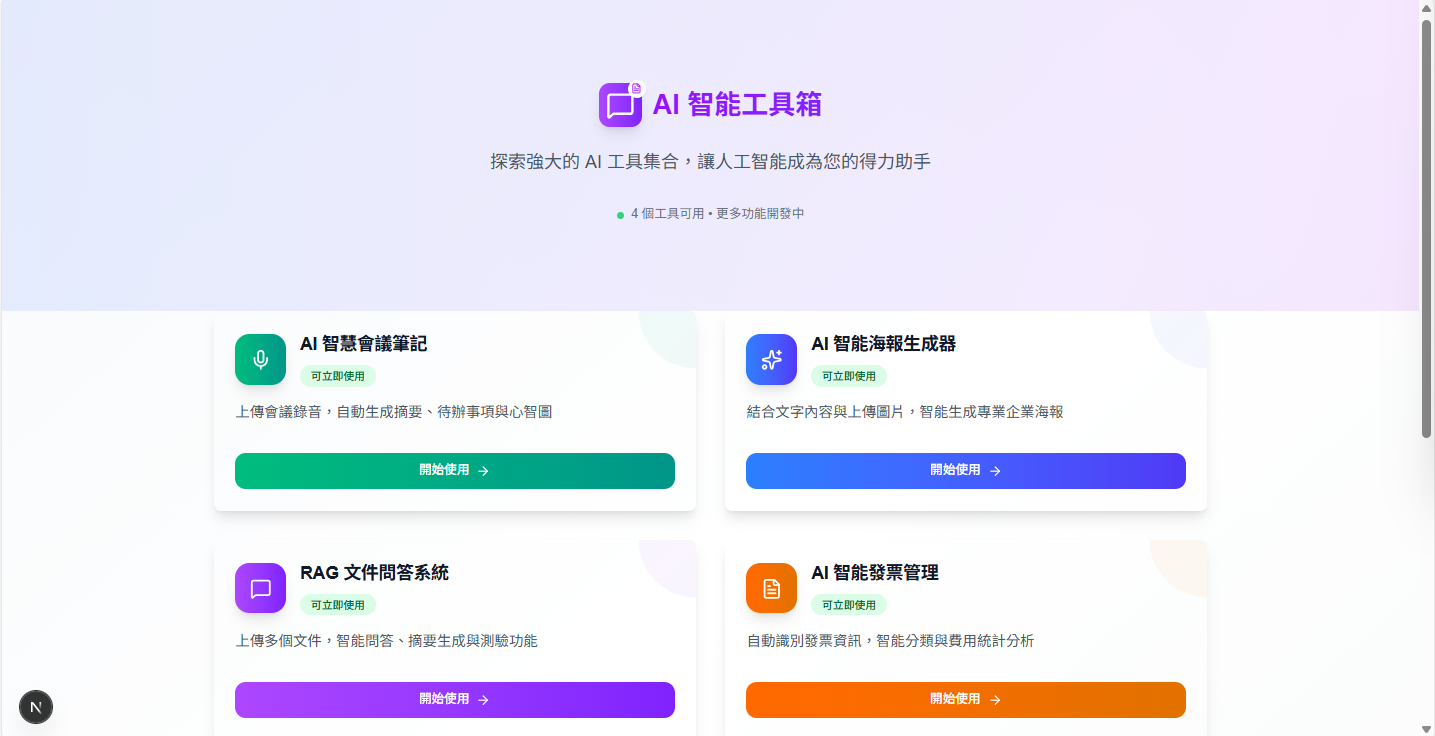 AI 智能工具箱
探索強大的 AI 工具集合，讓人工智能成為您的得力助手
4 個工具可用 • 更多功能開發中
AI 智慧會議筆記
可立即使用
上傳會議錄音，自動生成摘要、待辦事項與心智圖
開始使用 →
AI 智能海報生成器
可立即使用
結合文字內容與上傳圖片，智能生成專業企業海報
開始使用 →
RAG 文件問答系統
可立即使用
上傳多個文件，智能問答、摘要生成與測驗功能
開始使用 →
AI 智能發票管理
可立即使用
自動識別發票資訊，智能分類與費用統計分析
開始使用 →
N